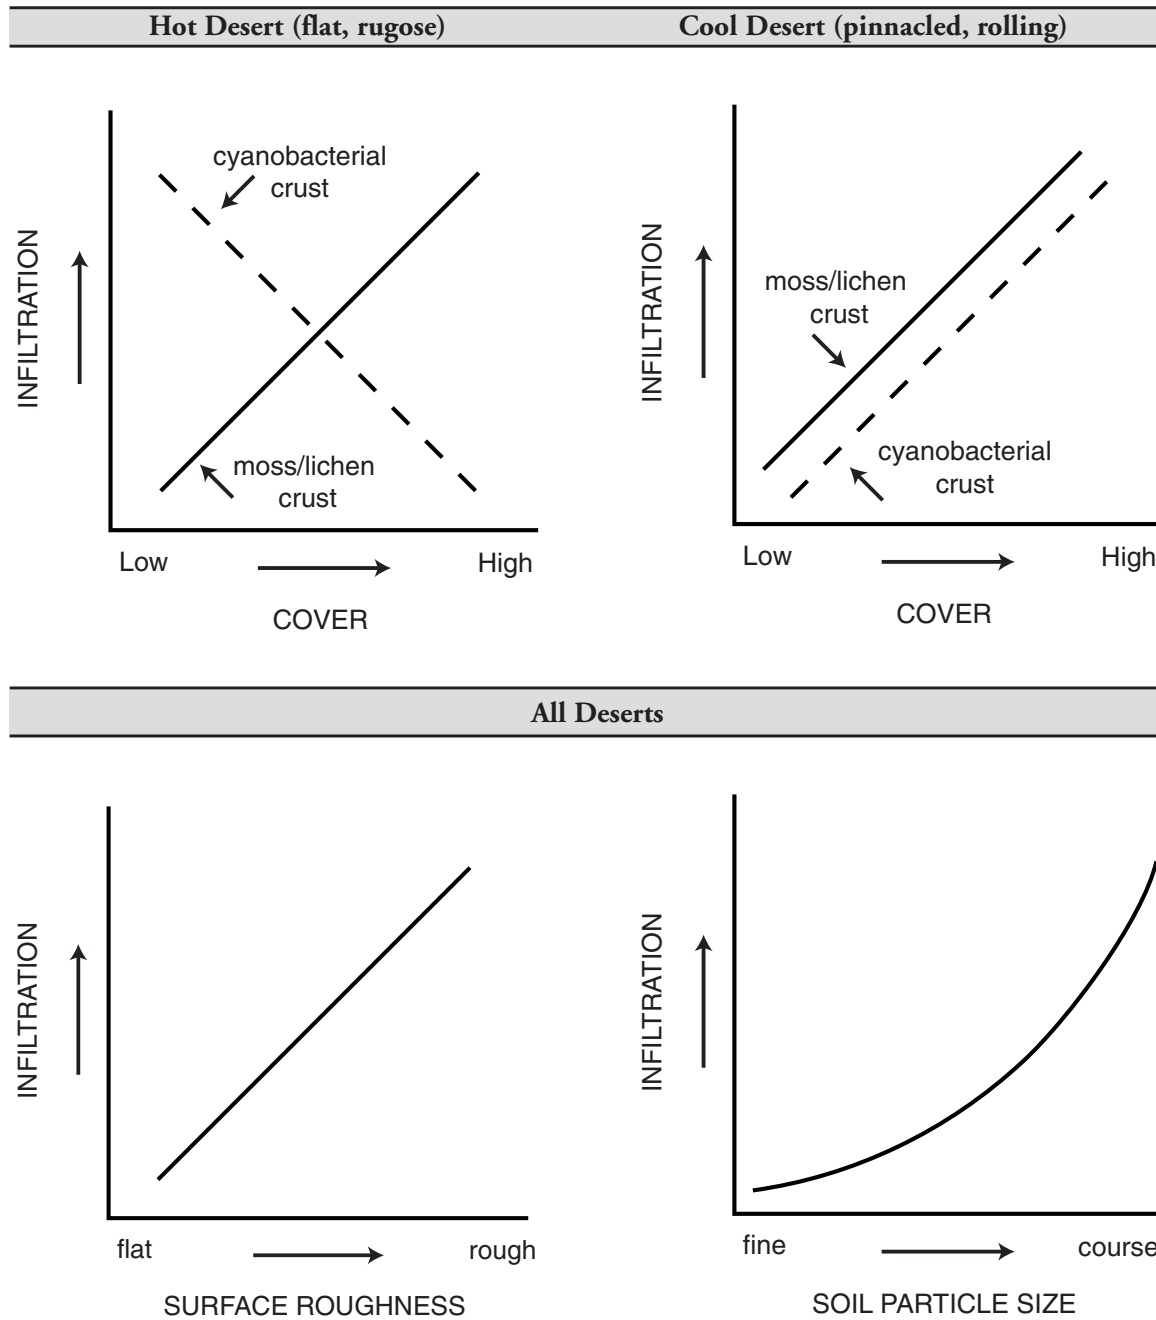 Hot Desert (flat, rugose)
Cool Desert (pinnacled, rolling)
INFILTRATION
cyanobacterial
crust
moss/lichen
crust
Low
High
COVER
INFILTRATION
moss/lichen
crust
cyanobacterial
crust
Low
High
COVER
All Deserts
INFILTRATION
flat
rough
SURFACE ROUGHNESS
INFILTRATION
fine
course
SOIL PARTICLE SIZE